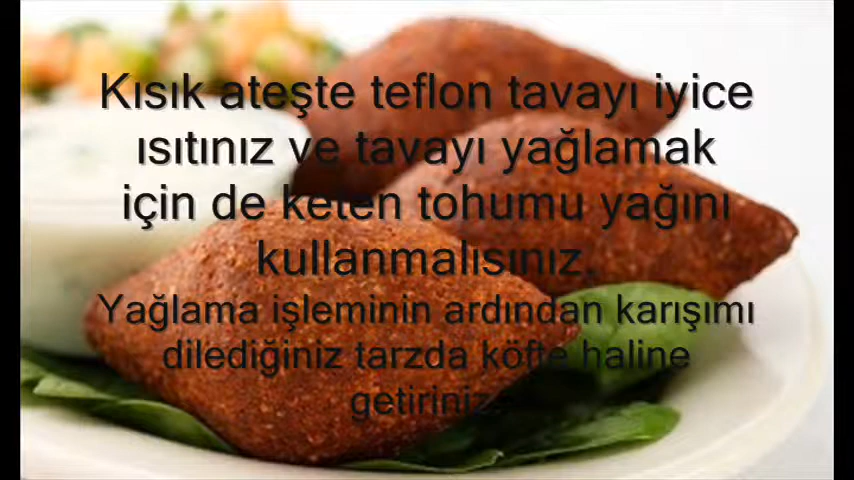 Kısık ateşte teflon tavayı iyice
ısıtınız ve tavayı yağlamak
için de keten tohumu yağını
kullanmalısınız.
Yağlama işleminin ardından karışımı
dilediğiniz tarzda köfte haline
getiriniz.